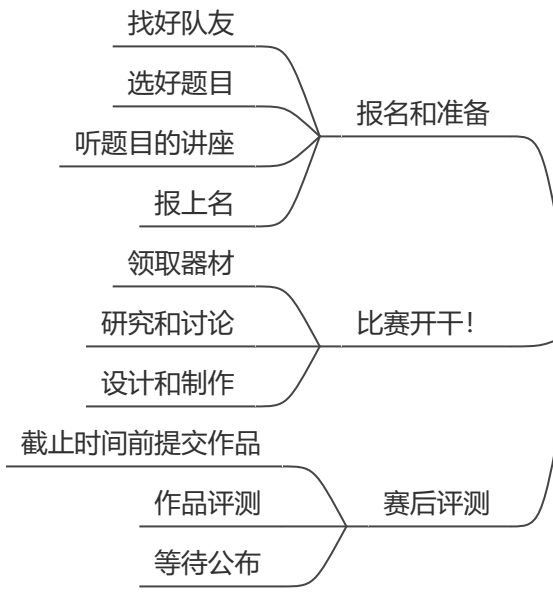 找好队友
选好题目
听题目的讲座
报上名
报名和准备
领取器材
研究和讨论
设计和制作
比赛开干！
截止时间前提交作品
作品评测
等待公布
赛后评测